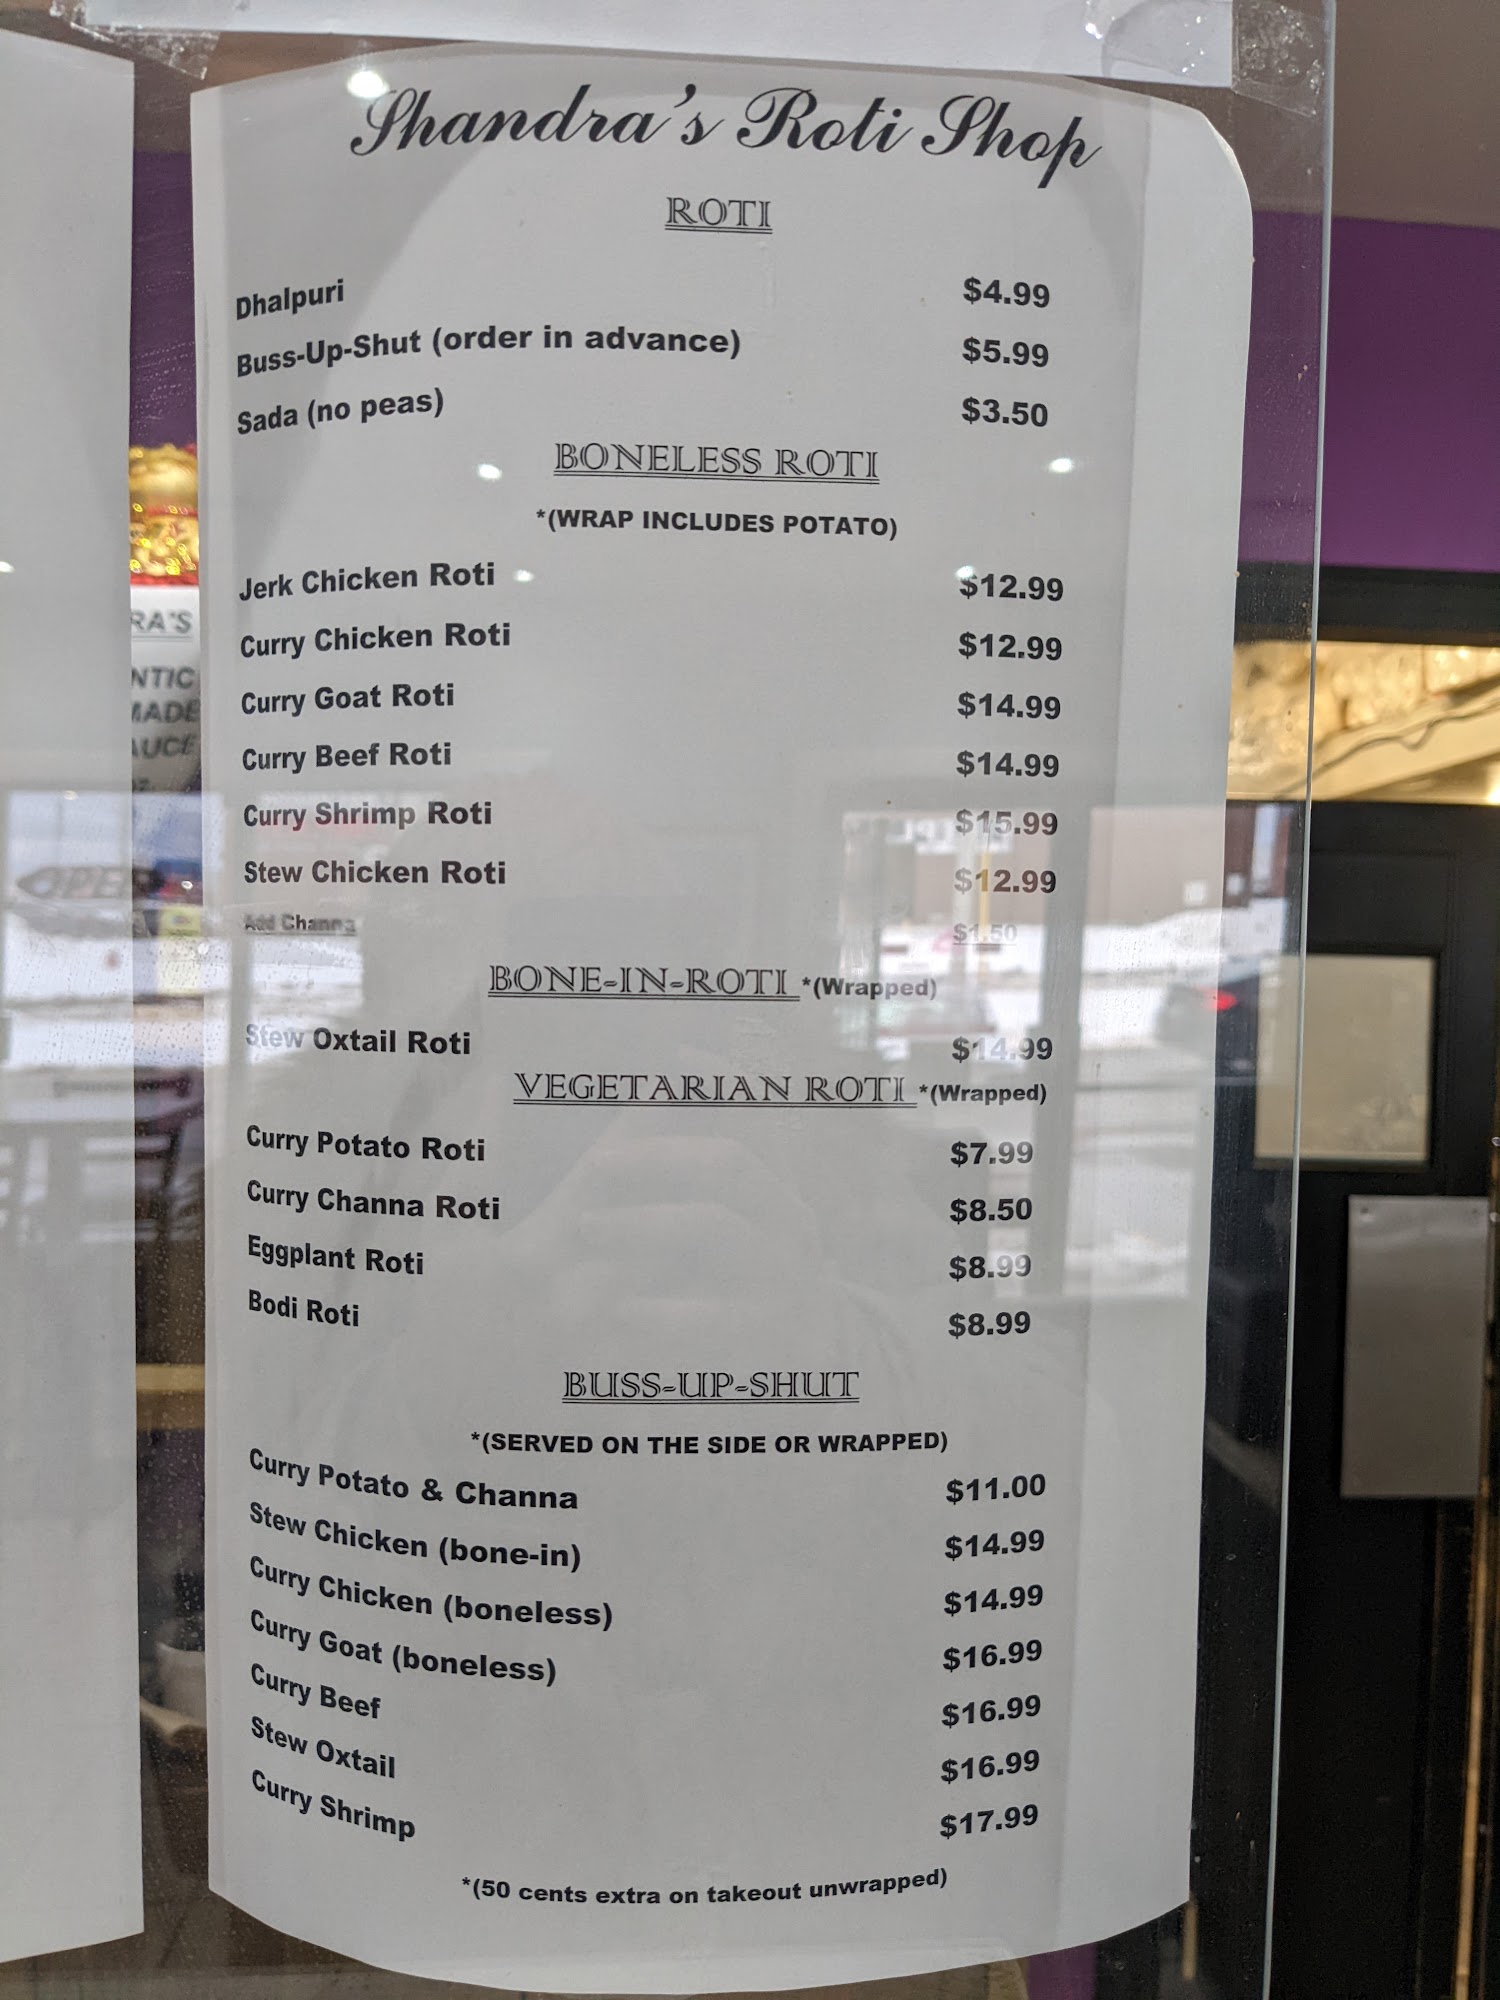 Shandra's Roti Shop
ROTI
Dhalpuri $4.99
Buss-Up-Shut (order in advance) $5.99
Sada (no peas) $3.50
BONELESS ROTI
*(WRAP INCLUDES POTATO)
Jerk Chicken Roti $12.99
Curry Chicken Roti $12.99
Curry Goat Roti $14.99
Curry Beef Roti $14.99
Curry Shrimp Roti $15.99
Stew Chicken Roti $12.99
Add Channa $1.50
BONE-IN-ROTI *(Wrapped)
Stew Oxtail Roti $14.99
VEGETARIAN ROTI *(Wrapped)
Curry Potato Roti $7.99
Curry Channa Roti $8.50
Eggplant Roti $8.99
Bodi Roti $8.99
BUSS-UP-SHUT
*(SERVED ON THE SIDE OR WRAPPED)
Curry Potato & Channa $11.00
Stew Chicken (bone-in) $14.99
Curry Chicken (boneless) $14.99
Curry Goat (boneless) $16.99
Curry Beef $16.99
Stew Oxtail $16.99
Curry Shrimp $17.99
*(50 cents extra on takeout unwrapped)
RA'S
NTIC
MADE
AUCE
OPEN